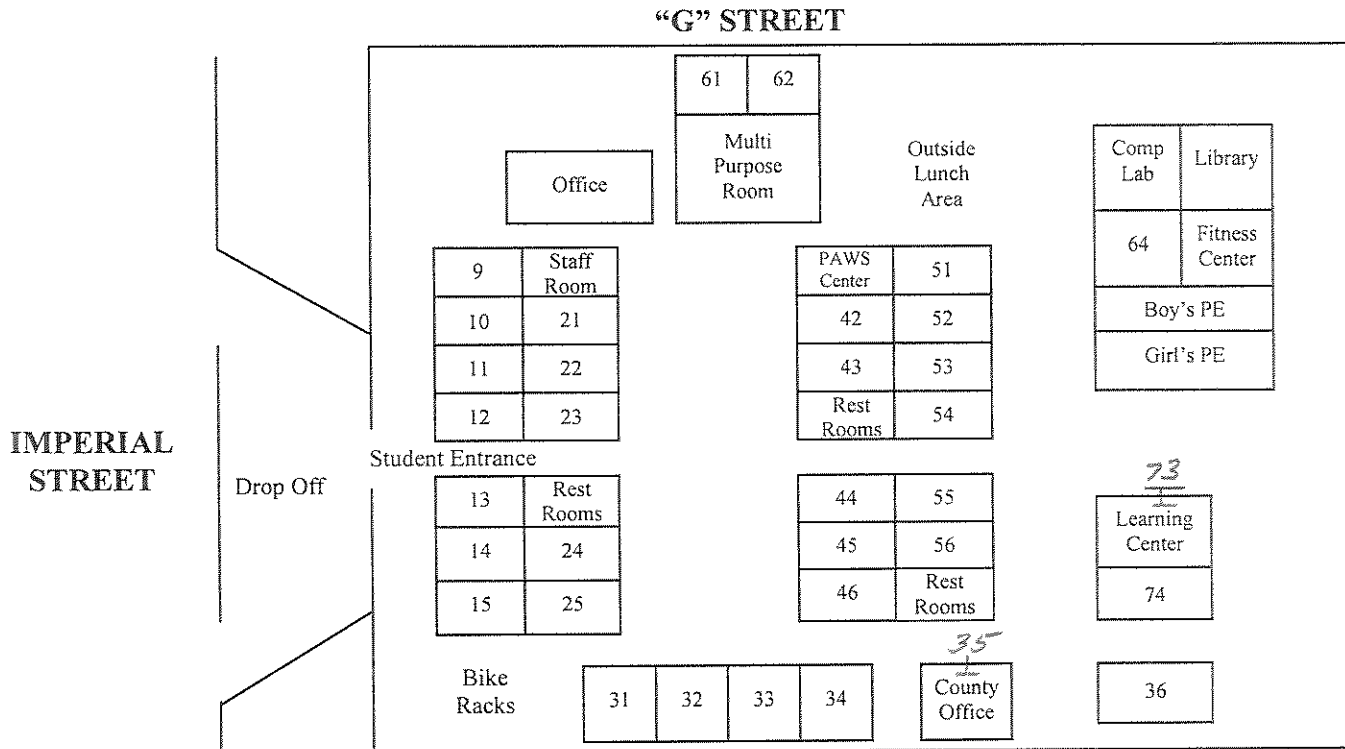 “G” STREET
61 62
Multi
Purpose
Room
Office
Outside
Lunch
Area
Comp
Lab
Library
64
Fitness
Center
Boy's PE
Girl's PE
9
Staff
Room
10 21
11 22
12 23
PAWS
Center
51
42 52
43 53
Rest
Rooms
54
IMPERIAL
STREET
Drop Off
Student Entrance
13
Rest
Rooms
14 24
15 25
44 55
45 56
46
Rest
Rooms
73
Learning
Center
74
Bike
Racks
31 32 33 34
35
County
Office
36